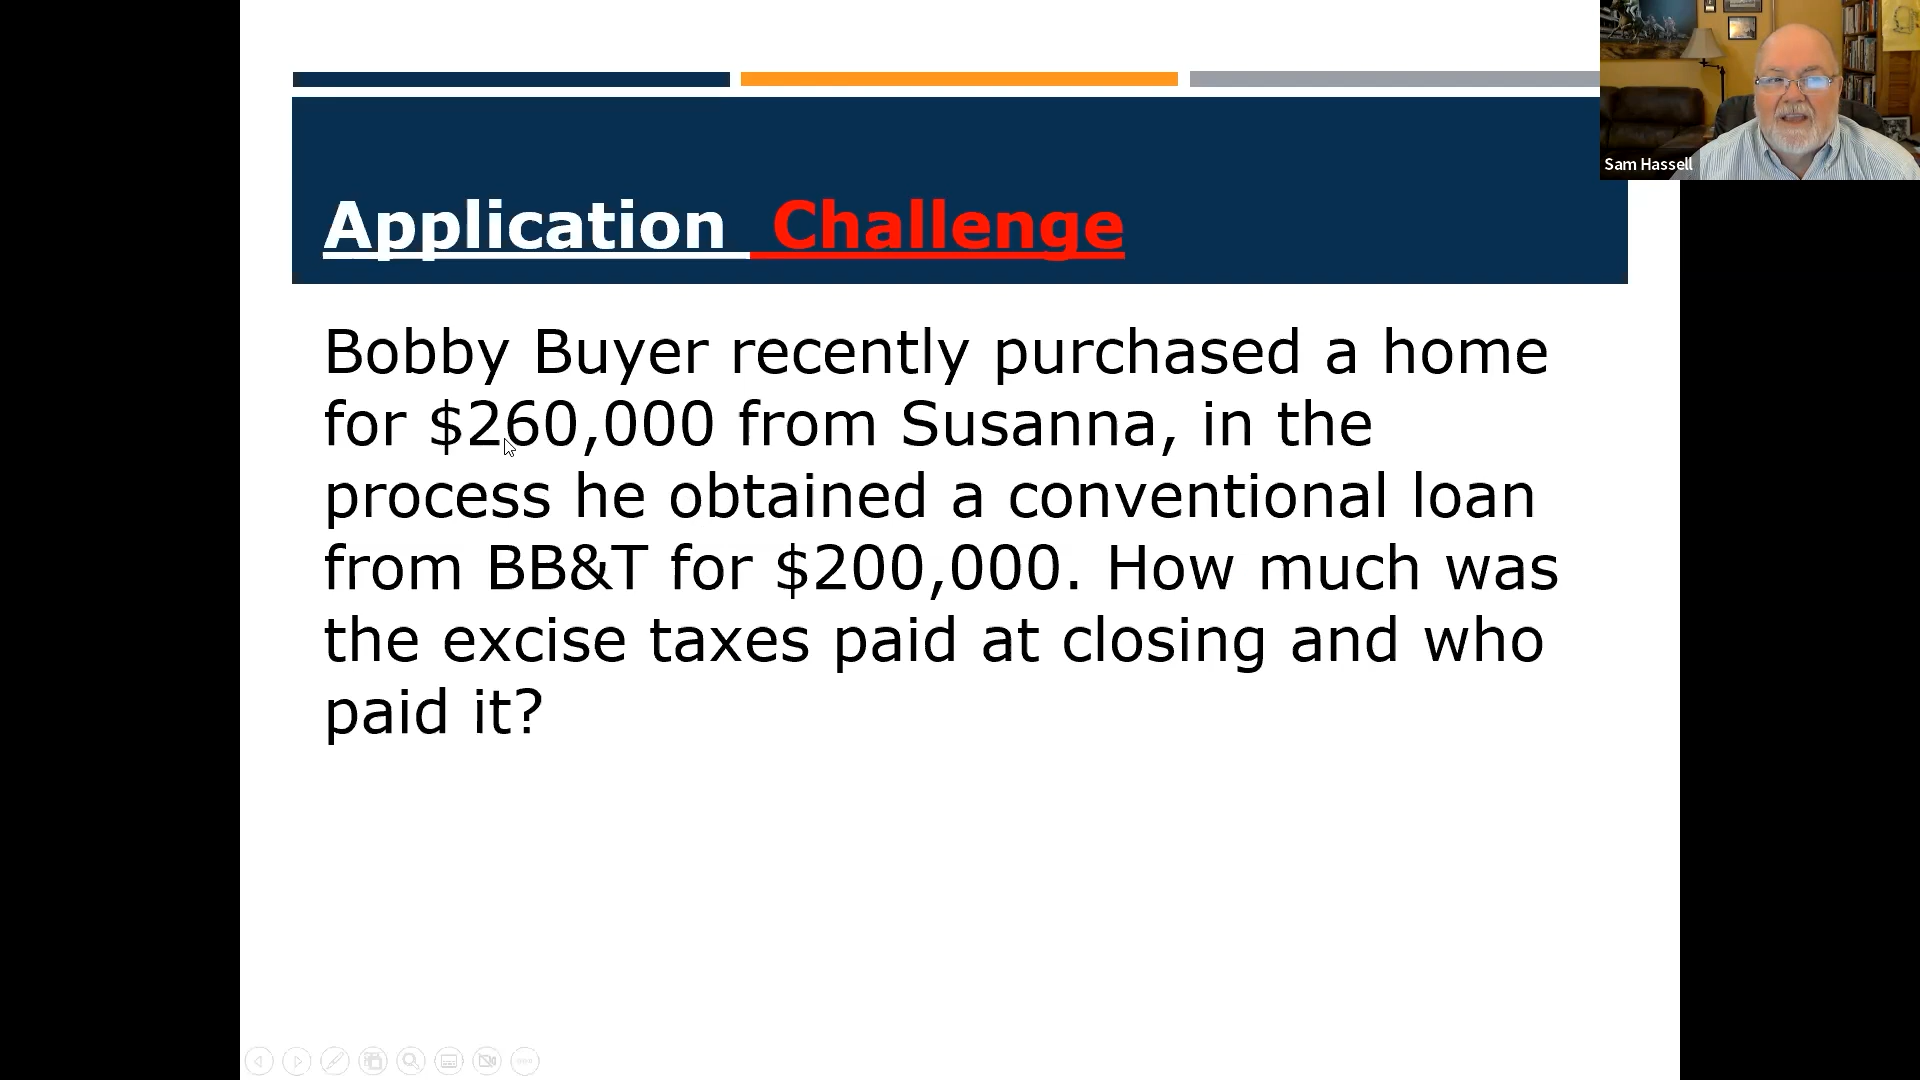 Application Challenge
Sam Hassell
Bobby Buyer recently purchased a home
for $260,000 from Susanna, in the
process he obtained a conventional loan
from BB&T for $200,000. How much was
the excise taxes paid at closing and who
paid it?